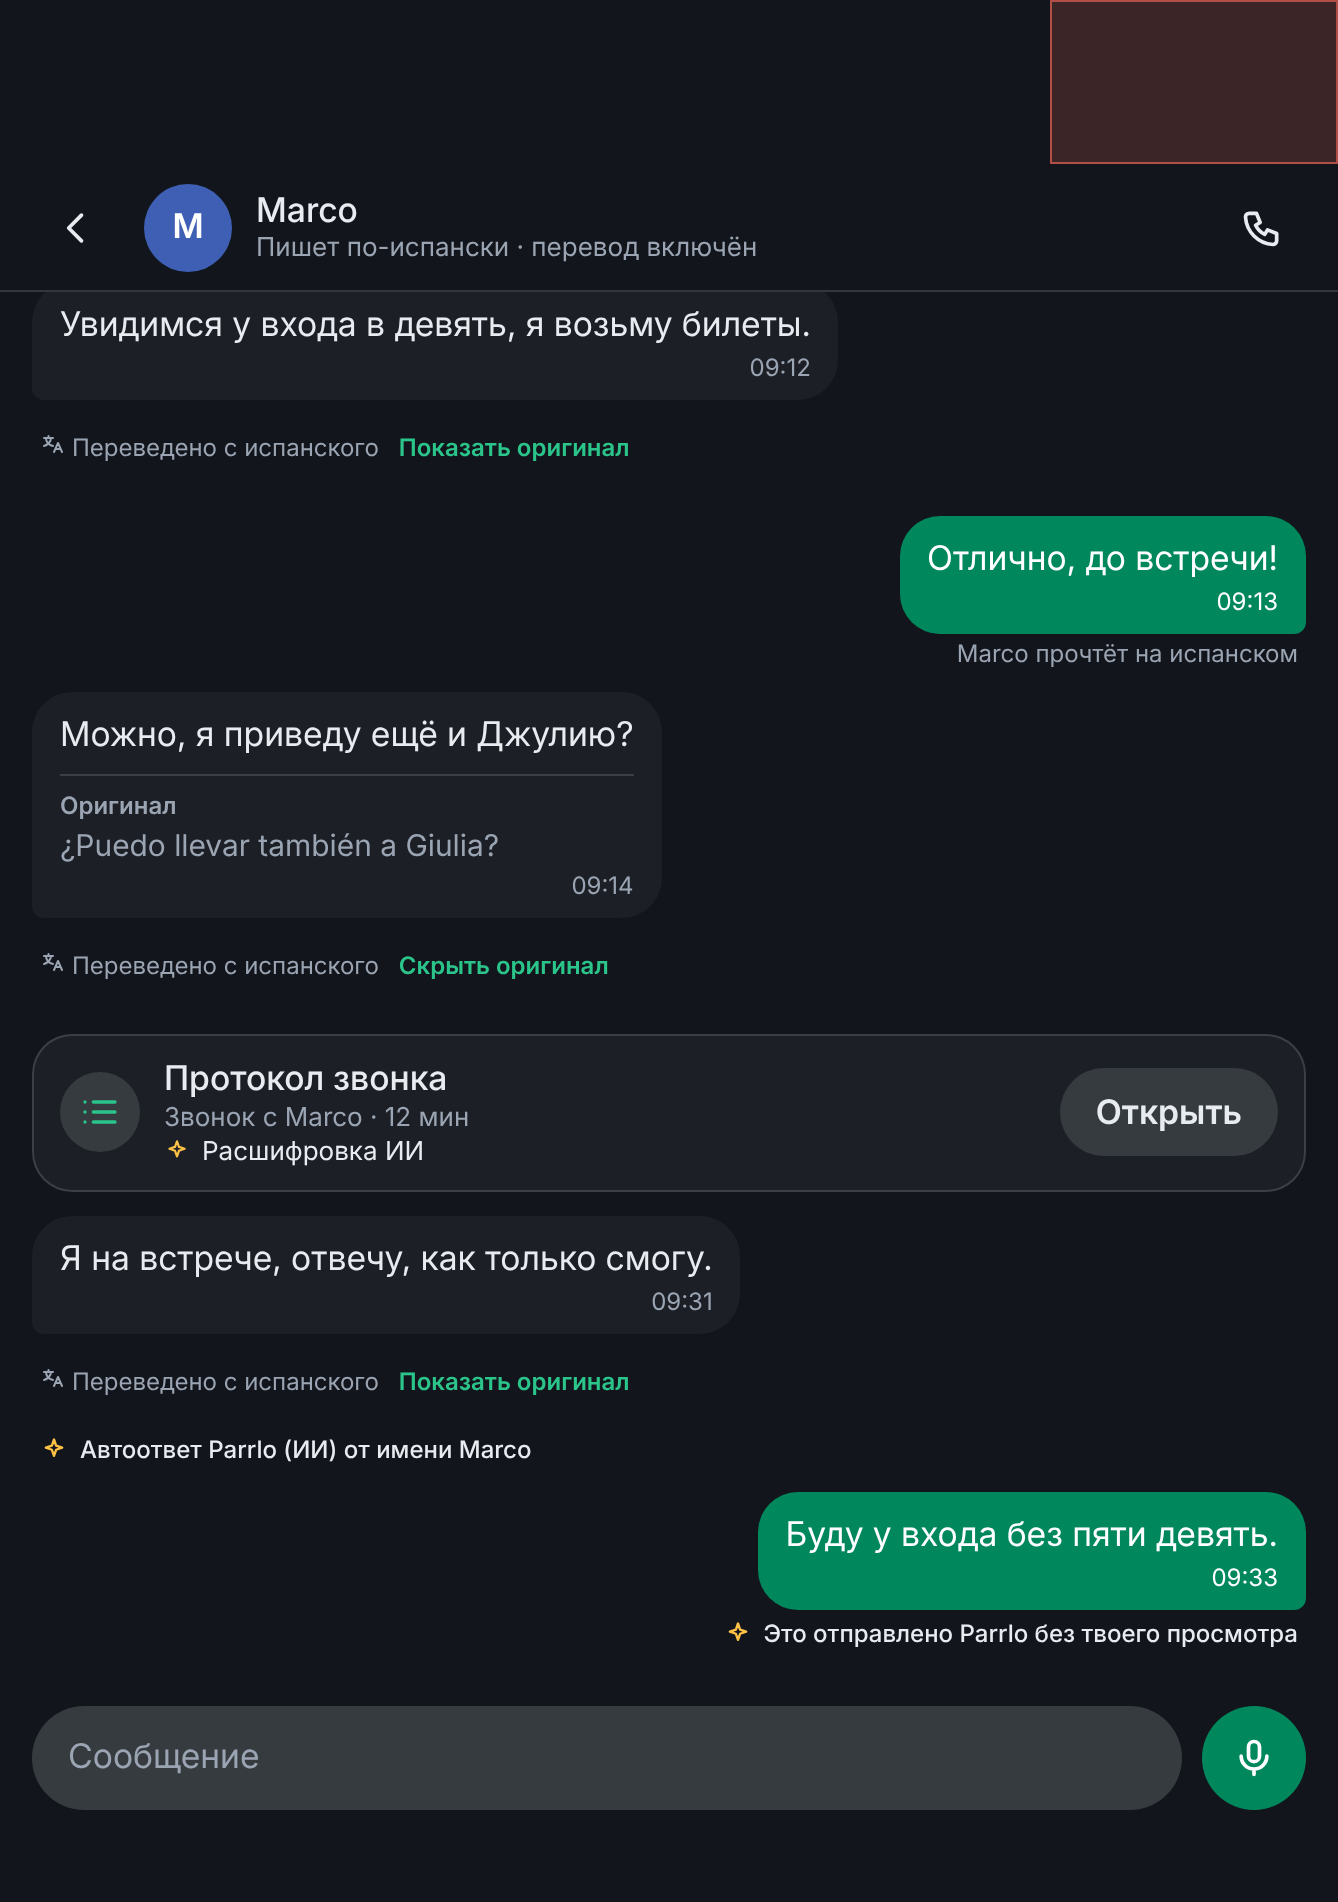 M
Marco
Пишет по-испански · перевод включён
Увидимся у входа в девять, я возьму билеты.
09:12
Переведено с испанского Показать оригинал
Отлично, до встречи!
09:13
Marco прочтёт на испанском
Можно, я приведу ещё и Джулию?
Оригинал
¿Puedo llevar también a Giulia?
09:14
Переведено с испанского Скрыть оригинал
Протокол звонка
Звонок с Marco · 12 мин
Расшифровка ИИ
Открыть
Я на встрече, отвечу, как только смогу.
09:31
Переведено с испанского Показать оригинал
Автоответ Parrlo (ИИ) от имени Marco
Буду у входа без пяти девять.
09:33
Это отправлено Parrlo без твоего просмотра
Сообщение